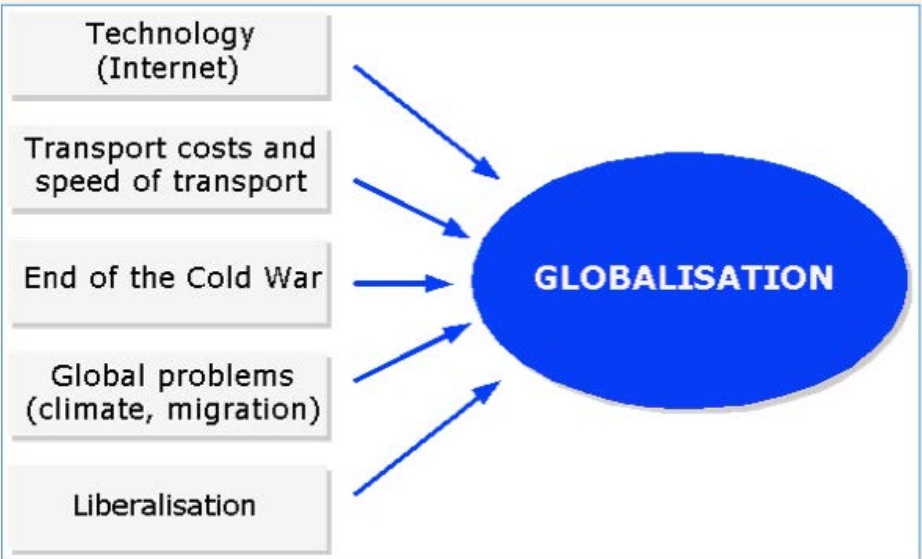 Technology
(Internet)
Transport costs and
speed of transport
End of the Cold War
Global problems
(climate, migration)
Liberalisation
GLOBALISATION